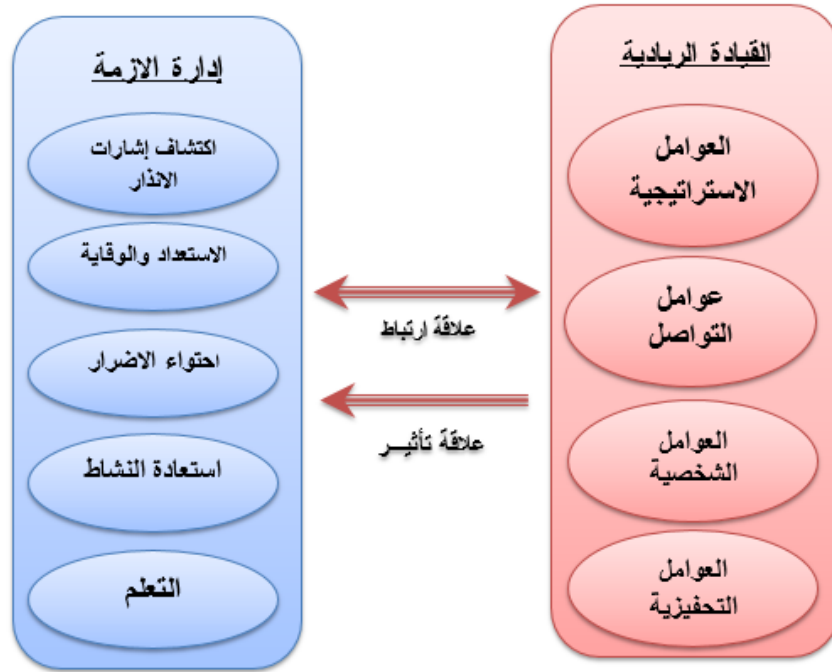 القيادة الريادية
العوامل
الاستراتيجية
عوامل
التواصل
العوامل
الشخصية
العوامل
التحفيزية
علاقة ارتباط
علاقة تأثيـــر
إدارة الازمة
اكتشاف إشارات
الانذار
الاستعداد والوقاية
احتواء الاضرار
استعادة النشاط
التعلم